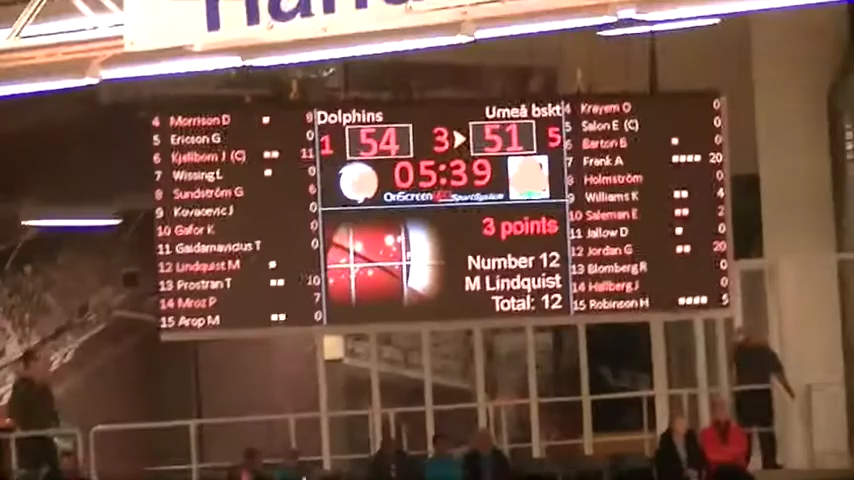 Dolphins Umeå bskt
1 54 3 51 5
05:39
OnScreen SportSystem
3 points
Number 12
M Lindquist
Total: 12
4 Morrison D 9
5 Ericson G 0
6 Kjellbom J (C) 11
7 Wissing L
8 Sundström G 6
9 Kovacevic J 0
10 Gafor K 0
11 Gaidamavicius T 0
12 Lindquist M
13 Prostran T 10
14 Mroz P 7
15 Arop M 0
4 Krayem O 0
5 Salon E (C) 0
6 Barton B 0
7 Frank A 20
8 Holmström 0
9 Williams K 4
10 Saleman E 2
11 Jallow D 0
12 Jordan G 20
13 Blomberg R 0
14 Hallberg J 0
15 Robinson H 5